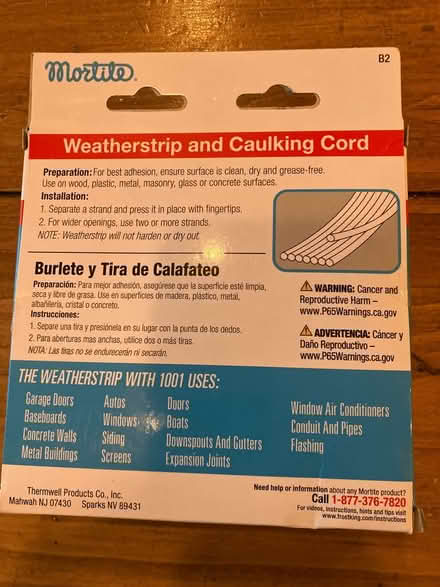 Mortite®
B2
Weatherstrip and Caulking Cord
Preparation: For best adhesion, ensure surface is clean, dry and grease-free.
Use on wood, plastic, metal, masonry, glass or concrete surfaces.
Installation:
1. Separate a strand and press it in place with fingertips.
2. For wider openings, use two or more strands.
NOTE: Weatherstrip will not harden or dry out.
Burlete y Tira de Calafateo
Preparación: Para mejor adhesión, asegúrese que la superficie esté limpia,
seca y libre de grasa. Use en superficies de madera, plástico, metal,
albañilería, cristal o concreto.
Instrucciones:
1. Separe una tira y presiónela en su lugar con la punta de los dedos.
2. Para aberturas mas anchas, utilice dos o más tiras.
NOTA: Las tiras no se endurecerán ni secarán.
WARNING: Cancer and
Reproductive Harm –
www.P65Warnings.ca.gov
ADVERTENCIA: Cáncer y
Daño Reproductivo –
www.P65Warnings.ca.gov
THE WEATHERSTRIP WITH 1001 USES:
Garage Doors
Baseboards
Concrete Walls
Metal Buildings
Autos
Windows
Siding
Screens
Doors
Boats
Downspouts And Gutters
Expansion Joints
Window Air Conditioners
Conduit And Pipes
Flashing
Thermwell Products Co., Inc.
Mahwah NJ 07430 Sparks NV 89431
Need help or information about any Mortite product?
Call 1-877-376-7820
For videos, instructions, hints and tips visit
www.frostking.com/instructions